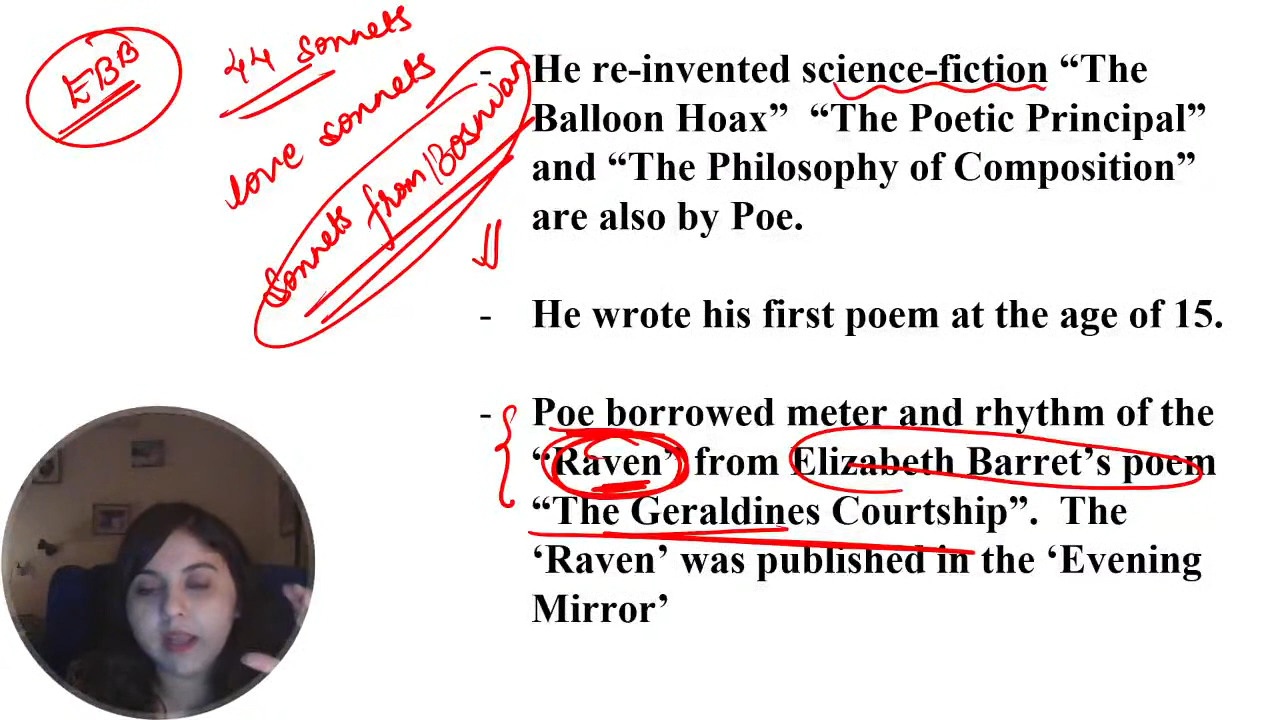 EBB
44 sonnets
love sonnets
Sonnets from Bosnian
- He re-invented science-fiction “The
Balloon Hoax” “The Poetic Principal”
and “The Philosophy of Composition”
are also by Poe.
- He wrote his first poem at the age of 15.
- Poe borrowed meter and rhythm of the
“Raven” from Elizabeth Barret’s poem
“The Geraldines Courtship”. The
‘Raven’ was published in the ‘Evening
Mirror’